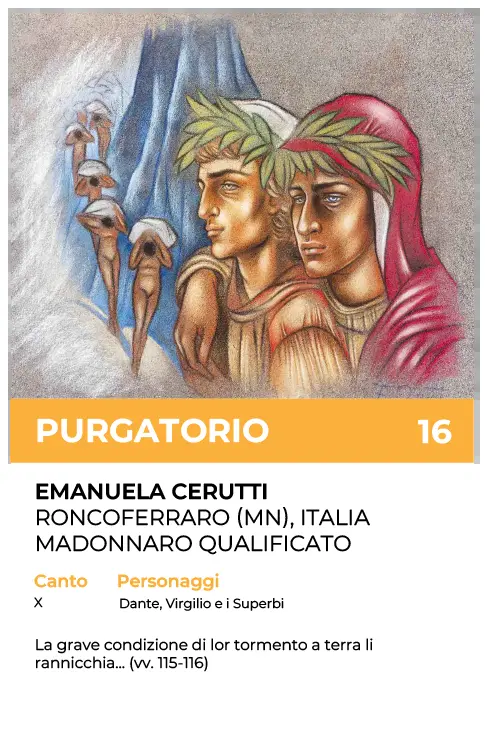 PURGATORIO 16
EMANUELA CERUTTI
RONCOFERRARO (MN), ITALIA
MADONNARO QUALIFICATO
Canto Personaggi
X Dante, Virgilio e i Superbi
La grave condizione di lor tormento a terra li
rannicchia... (vv. 115-116)